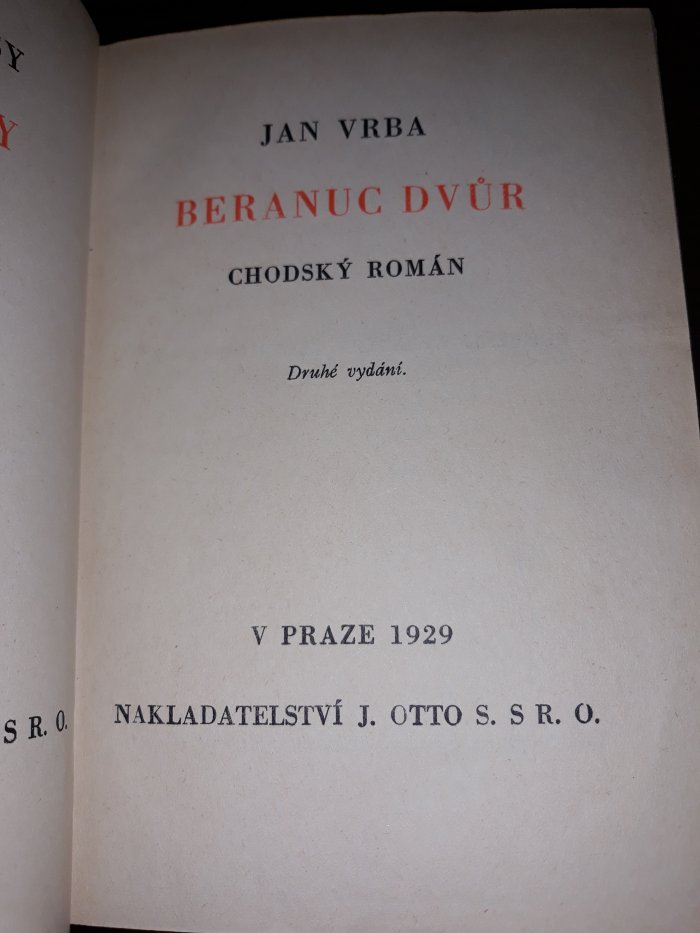 JAN VRBA
BERANUC DVŮR
CHODSKÝ ROMÁN
Druhé vydání.
V PRAZE 1929
NAKLADATELSTVÍ J. OTTO S. S R. O.
S R. O.